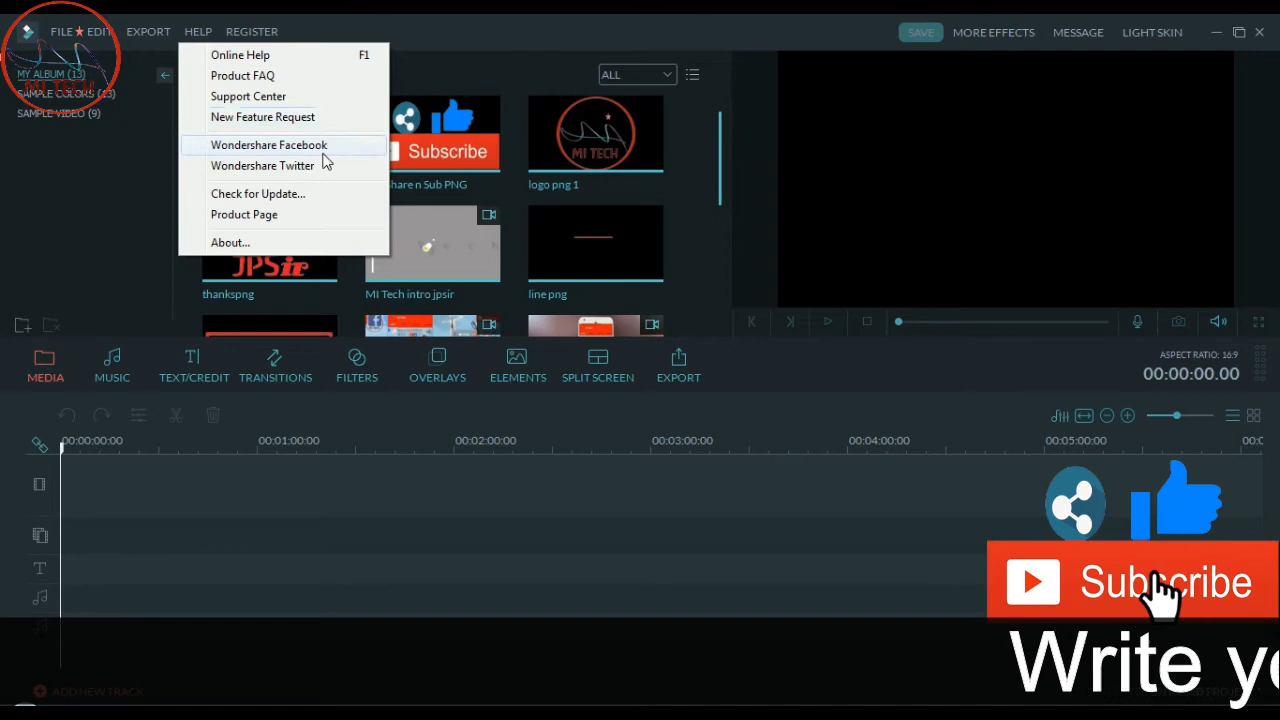 FILE EDIT EXPORT HELP REGISTER
SAVE MORE EFFECTS MESSAGE LIGHT SKIN
MY ALBUM (13)
SAMPLE COLORS (13)
SAMPLE VIDEO (9)
MI TECH
Online Help F1
Product FAQ
Support Center
New Feature Request
Wondershare Facebook
Wondershare Twitter
Check for Update...
Product Page
About...
ALL
Subscribe
MI TECH
hare n Sub PNG
logo png 1
JPSir
thankspng
MI Tech intro jpsir
line png
MEDIA MUSIC TEXT/CREDIT TRANSITIONS FILTERS OVERLAYS ELEMENTS SPLIT SCREEN EXPORT
ASPECT RATIO: 16:9
00:00:00.00
00:00:00:00 00:01:00:00 00:02:00:00 00:03:00:00 00:04:00:00 00:05:00:00
Subscribe
Write
ADD NEW TRACK